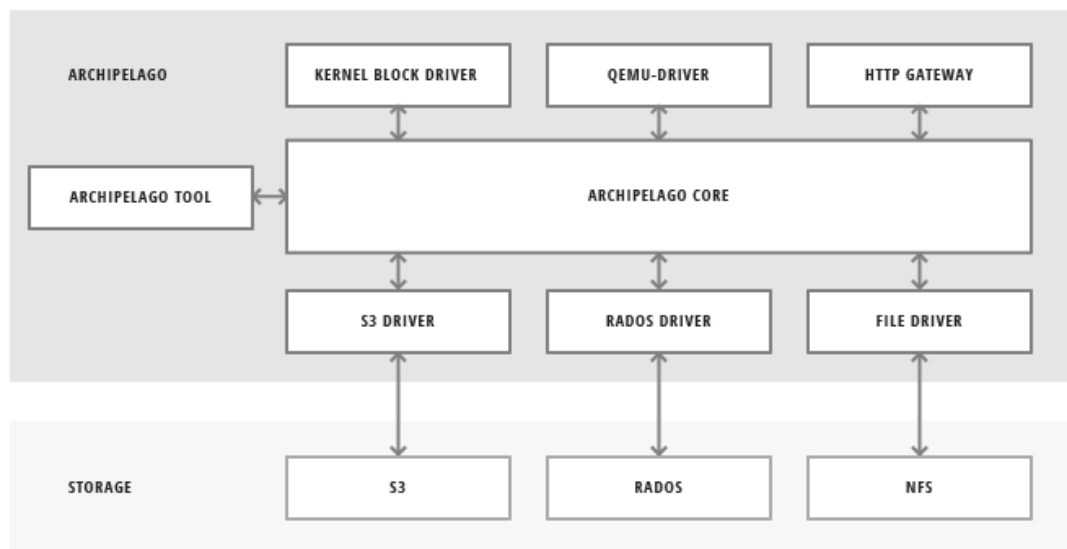 ARCHIPELAGO
KERNEL BLOCK DRIVER
QEMU-DRIVER
HTTP GATEWAY
ARCHIPELAGO TOOL
ARCHIPELAGO CORE
S3 DRIVER
RADOS DRIVER
FILE DRIVER
STORAGE
S3
RADOS
NFS